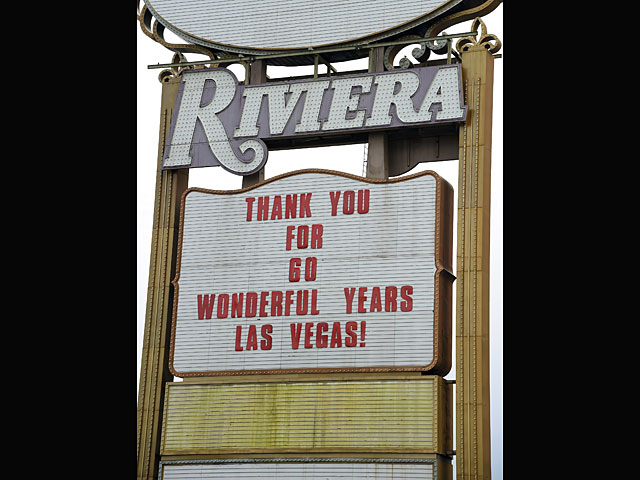 RIVIERA
THANK YOU
FOR
60
WONDERFUL YEARS
LAS VEGAS!